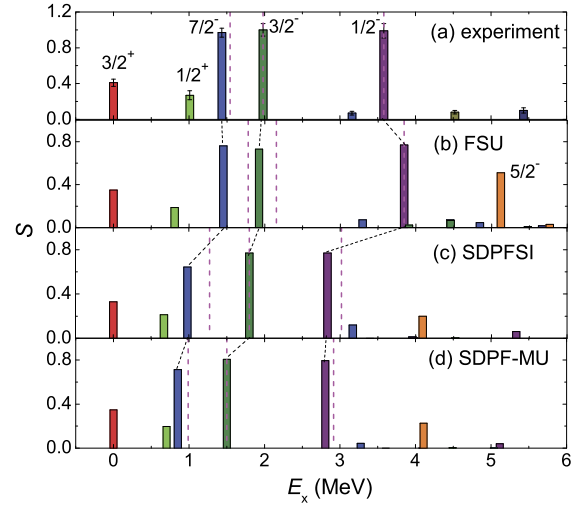 1.2
0.8
0.4
0.0
3/2+
1/2+
7/2-
3/2-
1/2-
(a) experiment
0.8
0.4
0.0
(b) FSU
5/2-
S
0.8
0.4
0.0
(c) SDPFSI
0.8
0.4
0.0
(d) SDPF-MU
0 1 2 3 4 5 6
Ex (MeV)